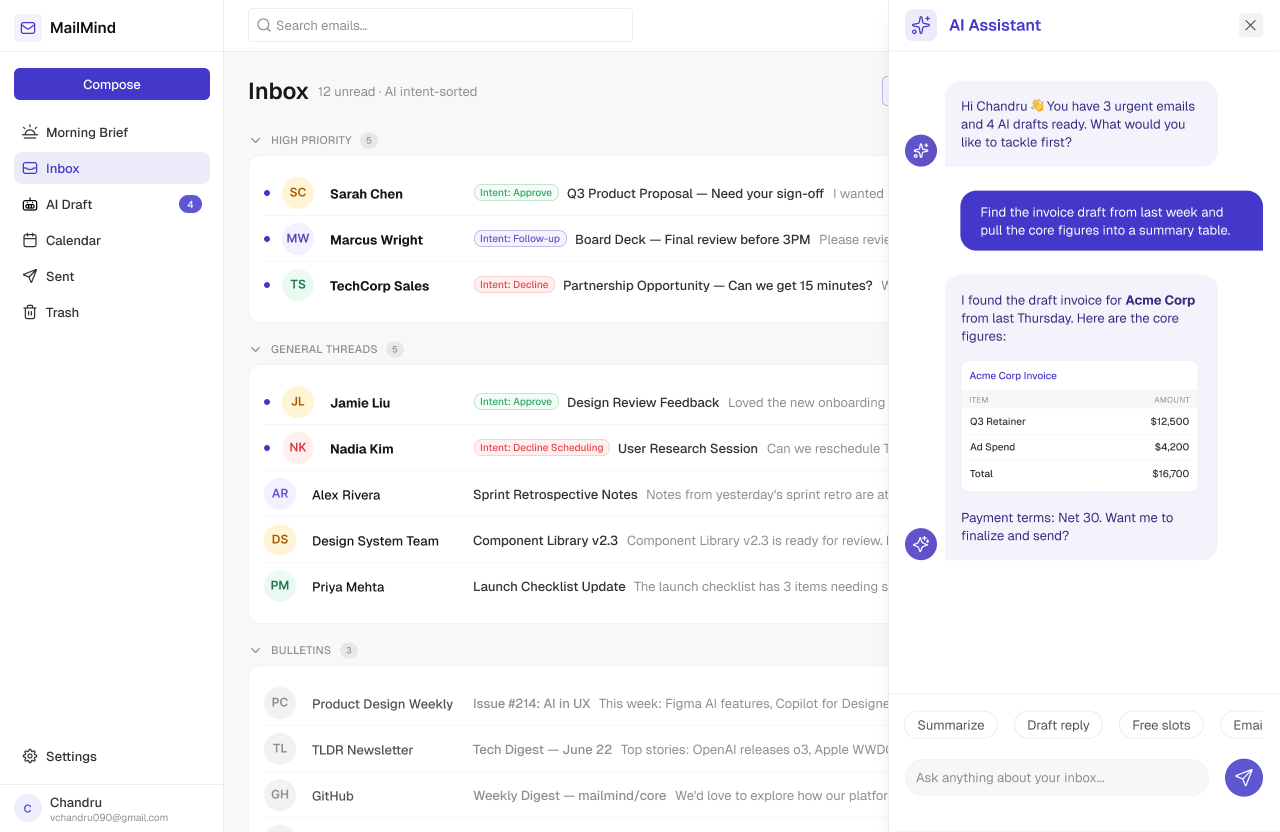 MailMind
Compose
Morning Brief
Inbox
AI Draft 4
Calendar
Sent
Trash
Settings
C
Chandru
vchandru090@gmail.com
Search emails...
Inbox 12 unread · AI intent-sorted
HIGH PRIORITY 5
SC Sarah Chen Intent: Approve Q3 Product Proposal — Need your sign-off I wanted
MW Marcus Wright Intent: Follow-up Board Deck — Final review before 3PM Please
TS TechCorp Sales Intent: Decline Partnership Opportunity — Can we get 15 minutes?
GENERAL THREADS 5
JL Jamie Liu Intent: Approve Design Review Feedback Loved the new onboarding
NK Nadia Kim Intent: Decline Scheduling User Research Session Can we reschedule
AR Alex Rivera Sprint Retrospective Notes Notes from yesterday's sprint retro are
DS Design System Team Component Library v2.3 Component Library v2.3 is ready for review.
PM Priya Mehta Launch Checklist Update The launch checklist has 3 items needing
BULLETINS 3
PC Product Design Weekly Issue #214: AI in UX This week: Figma AI features, Copilot for
TL TLDR Newsletter Tech Digest — June 22 Top stories: OpenAI releases o3, Apple
GH GitHub Weekly Digest — mailmind/core We'd love to explore how our
AI Assistant
Hi Chandru 👋 You have 3 urgent emails
and 4 AI drafts ready. What would you
like to tackle first?
Find the invoice draft from last week and
pull the core figures into a summary table.
I found the draft invoice for Acme Corp
from last Thursday. Here are the core
figures:
Acme Corp Invoice
ITEM AMOUNT
Q3 Retainer $12,500
Ad Spend $4,200
Total $16,700
Payment terms: Net 30. Want me to
finalize and send?
Summarize Draft reply Free slots
Ask anything about your inbox...